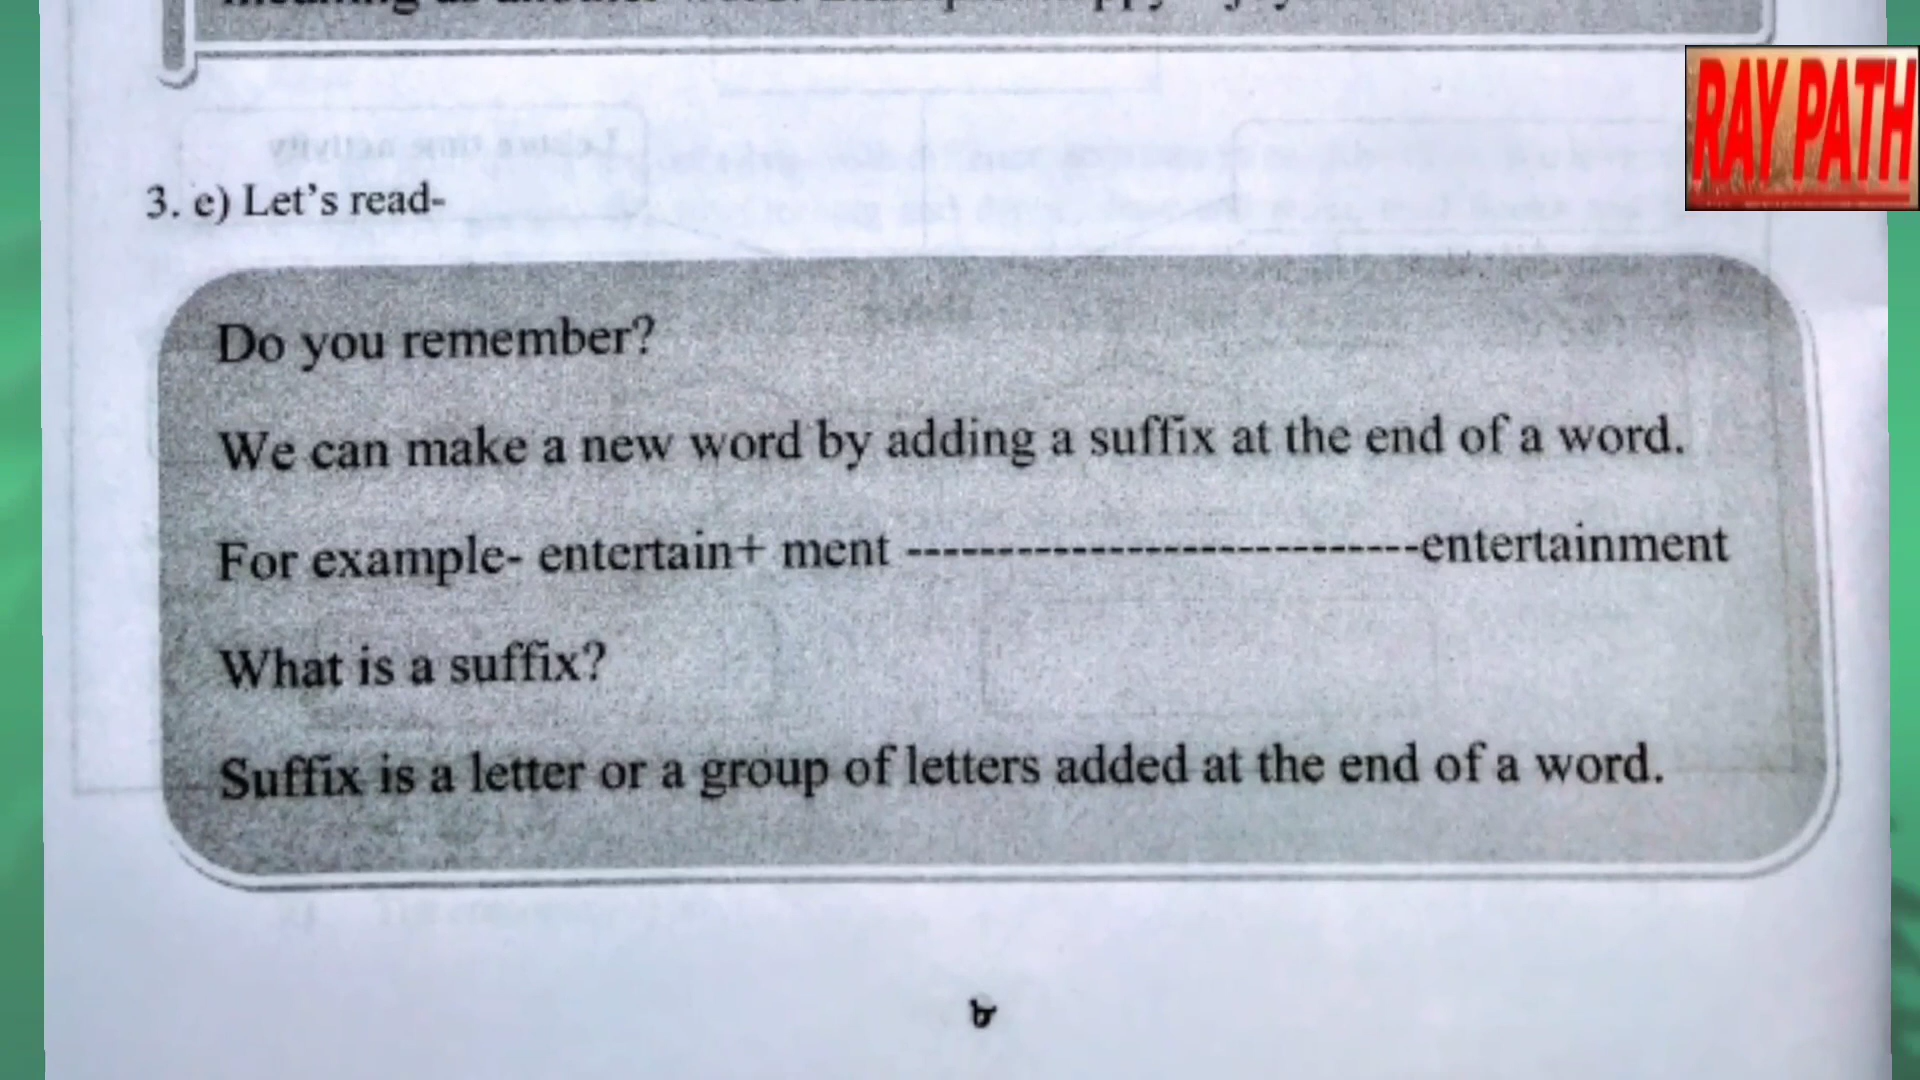 RAY PATH
3. e) Let's read-
Do you remember?
We can make a new word by adding a suffix at the end of a word.
For example- entertain+ ment ----------------------------entertainment
What is a suffix?
Suffix is a letter or a group of letters added at the end of a word.
৮